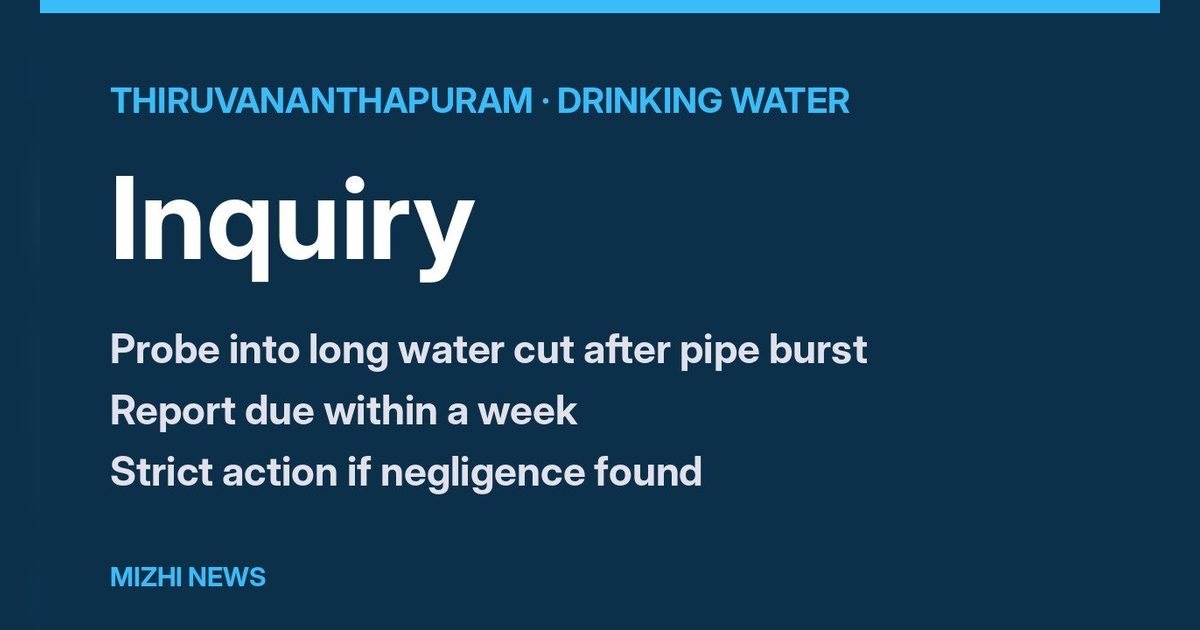 THIRUVANANTHAPURAM · DRINKING WATER
Inquiry
Probe into long water cut after pipe burst
Report due within a week
Strict action if negligence found
MIZHI NEWS